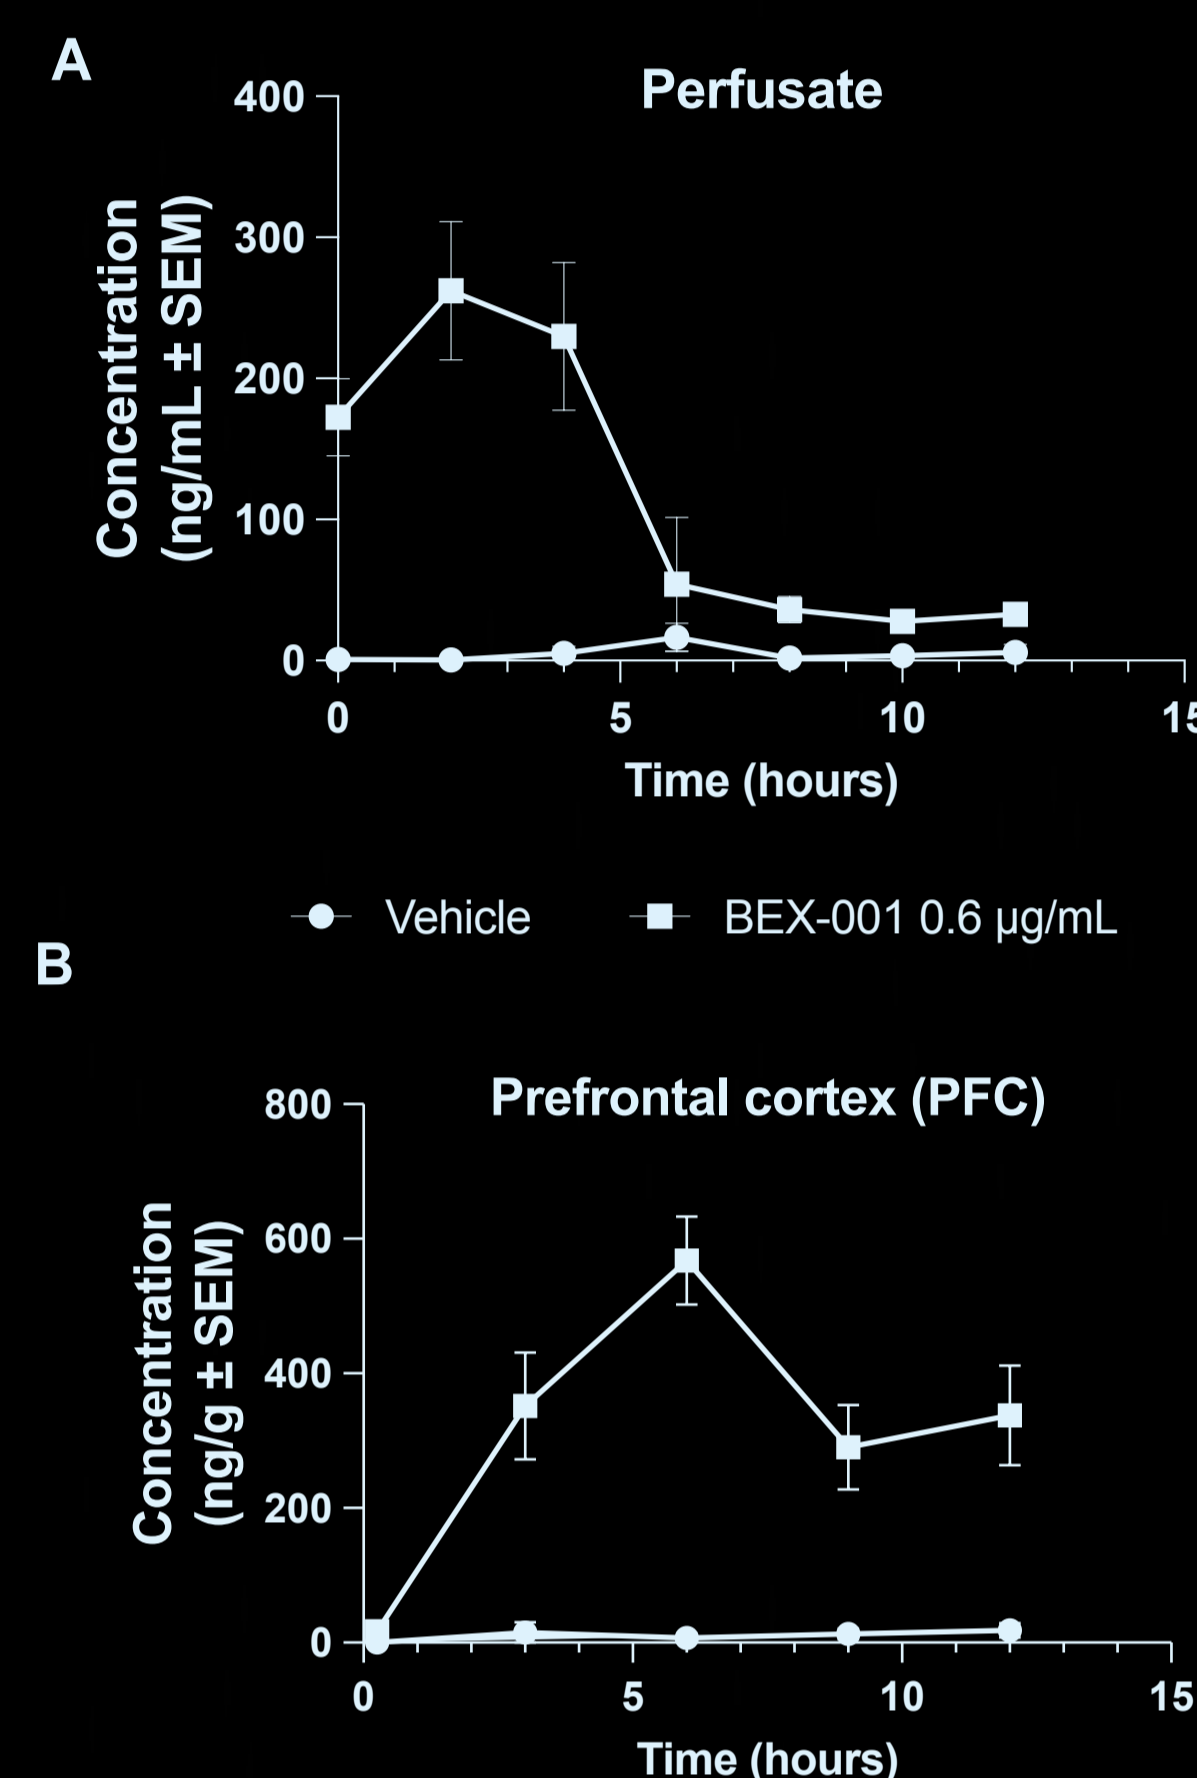 A
Perfusate
Concentration
(ng/mL ± SEM)
400
300
200
100
0
0 5 10 15
Time (hours)
Vehicle BEX-001 0.6 µg/mL
B
Prefrontal cortex (PFC)
Concentration
(ng/g ± SEM)
800
600
400
200
0
0 5 10 15
Time (hours)